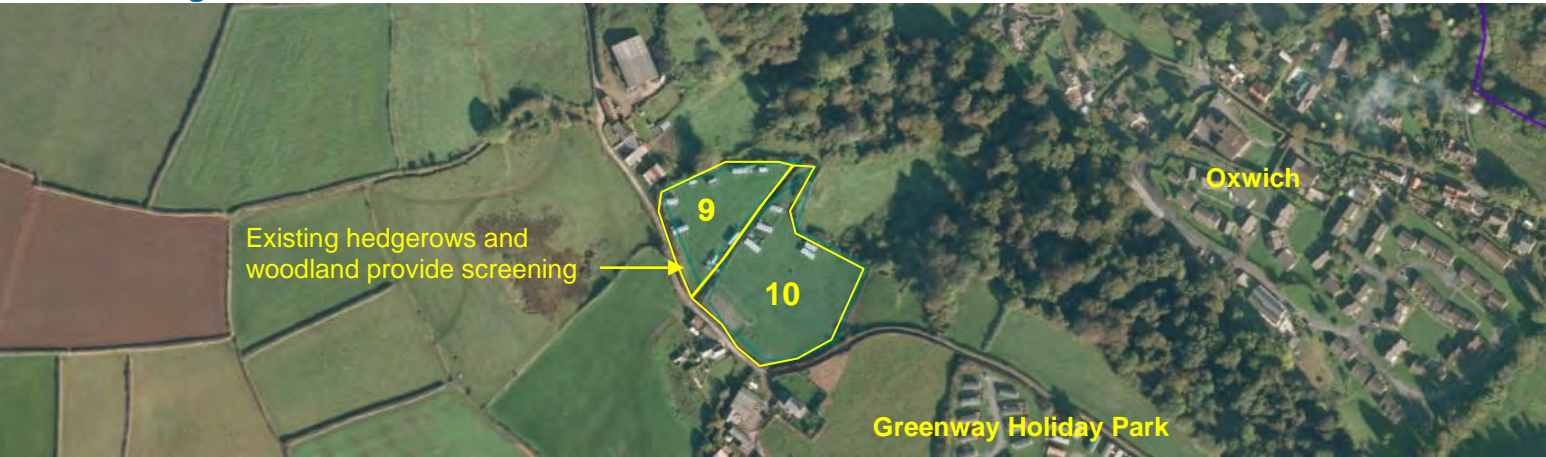 9
Oxwich
Existing hedgerows and
woodland provide screening
10
Greenway Holiday Park